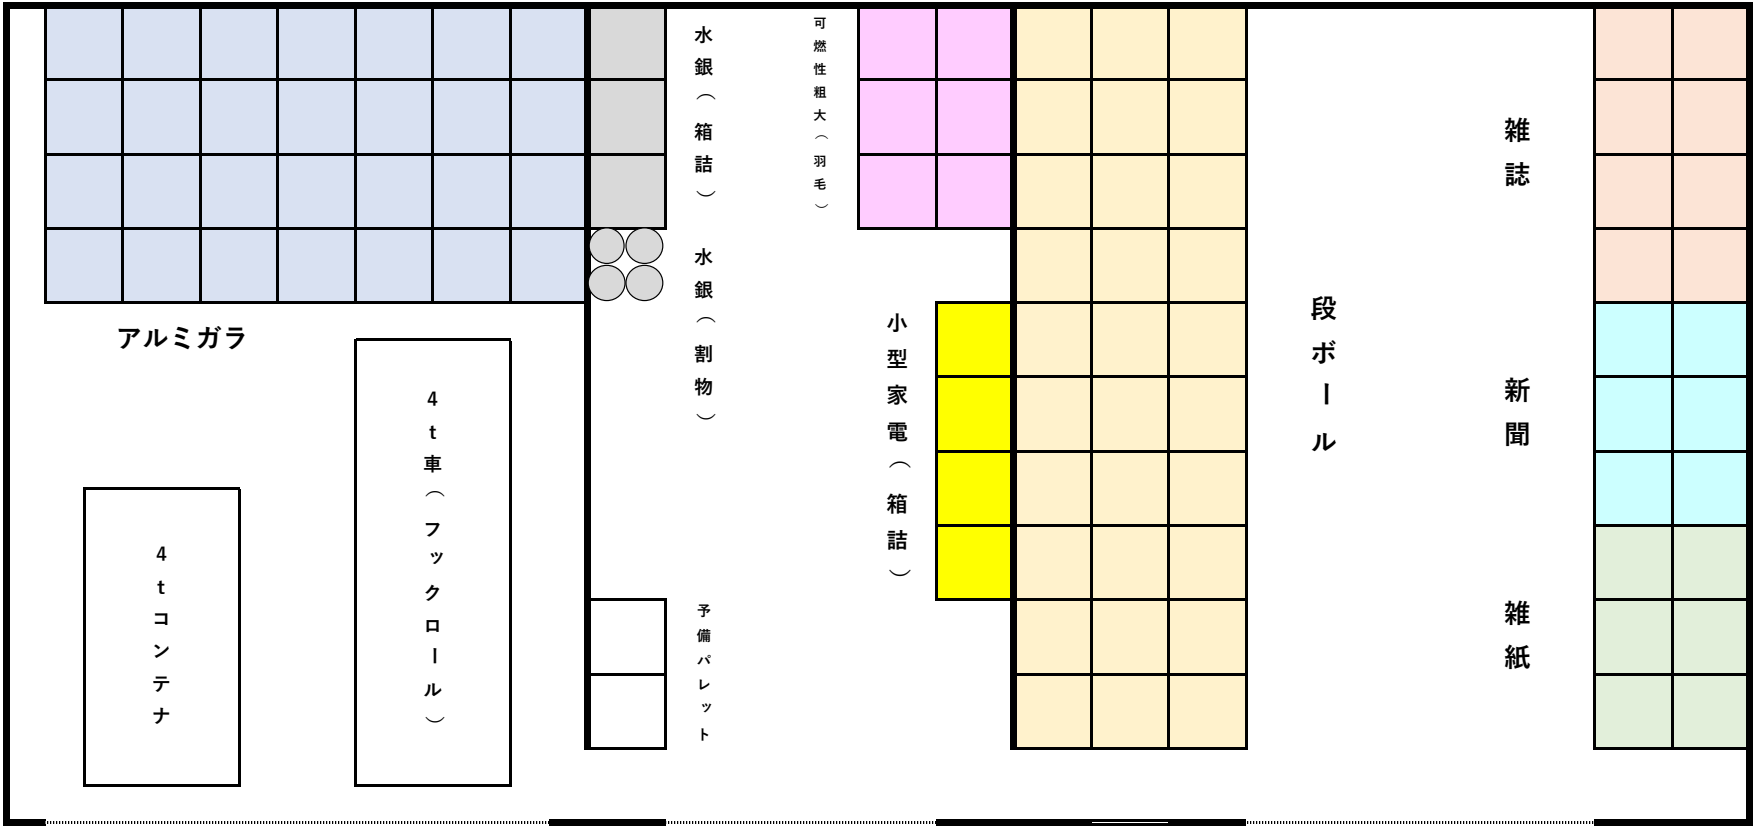 水銀（箱詰）
可燃性粗大（羽毛）
雑誌
水銀（割物）
段ボール
小型家電（箱詰）
アルミガラ
新聞
4t車（フックロール）
4tコンテナ
雑紙
予備パレット